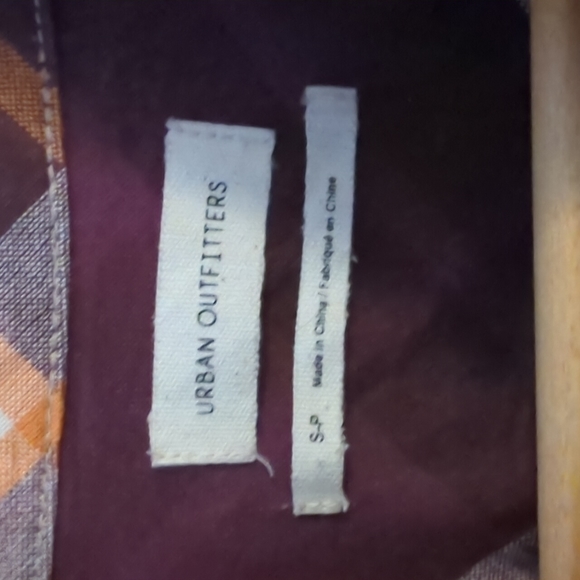 URBAN OUTFITTERS
S-P Made in China / Fabriqué en Chine